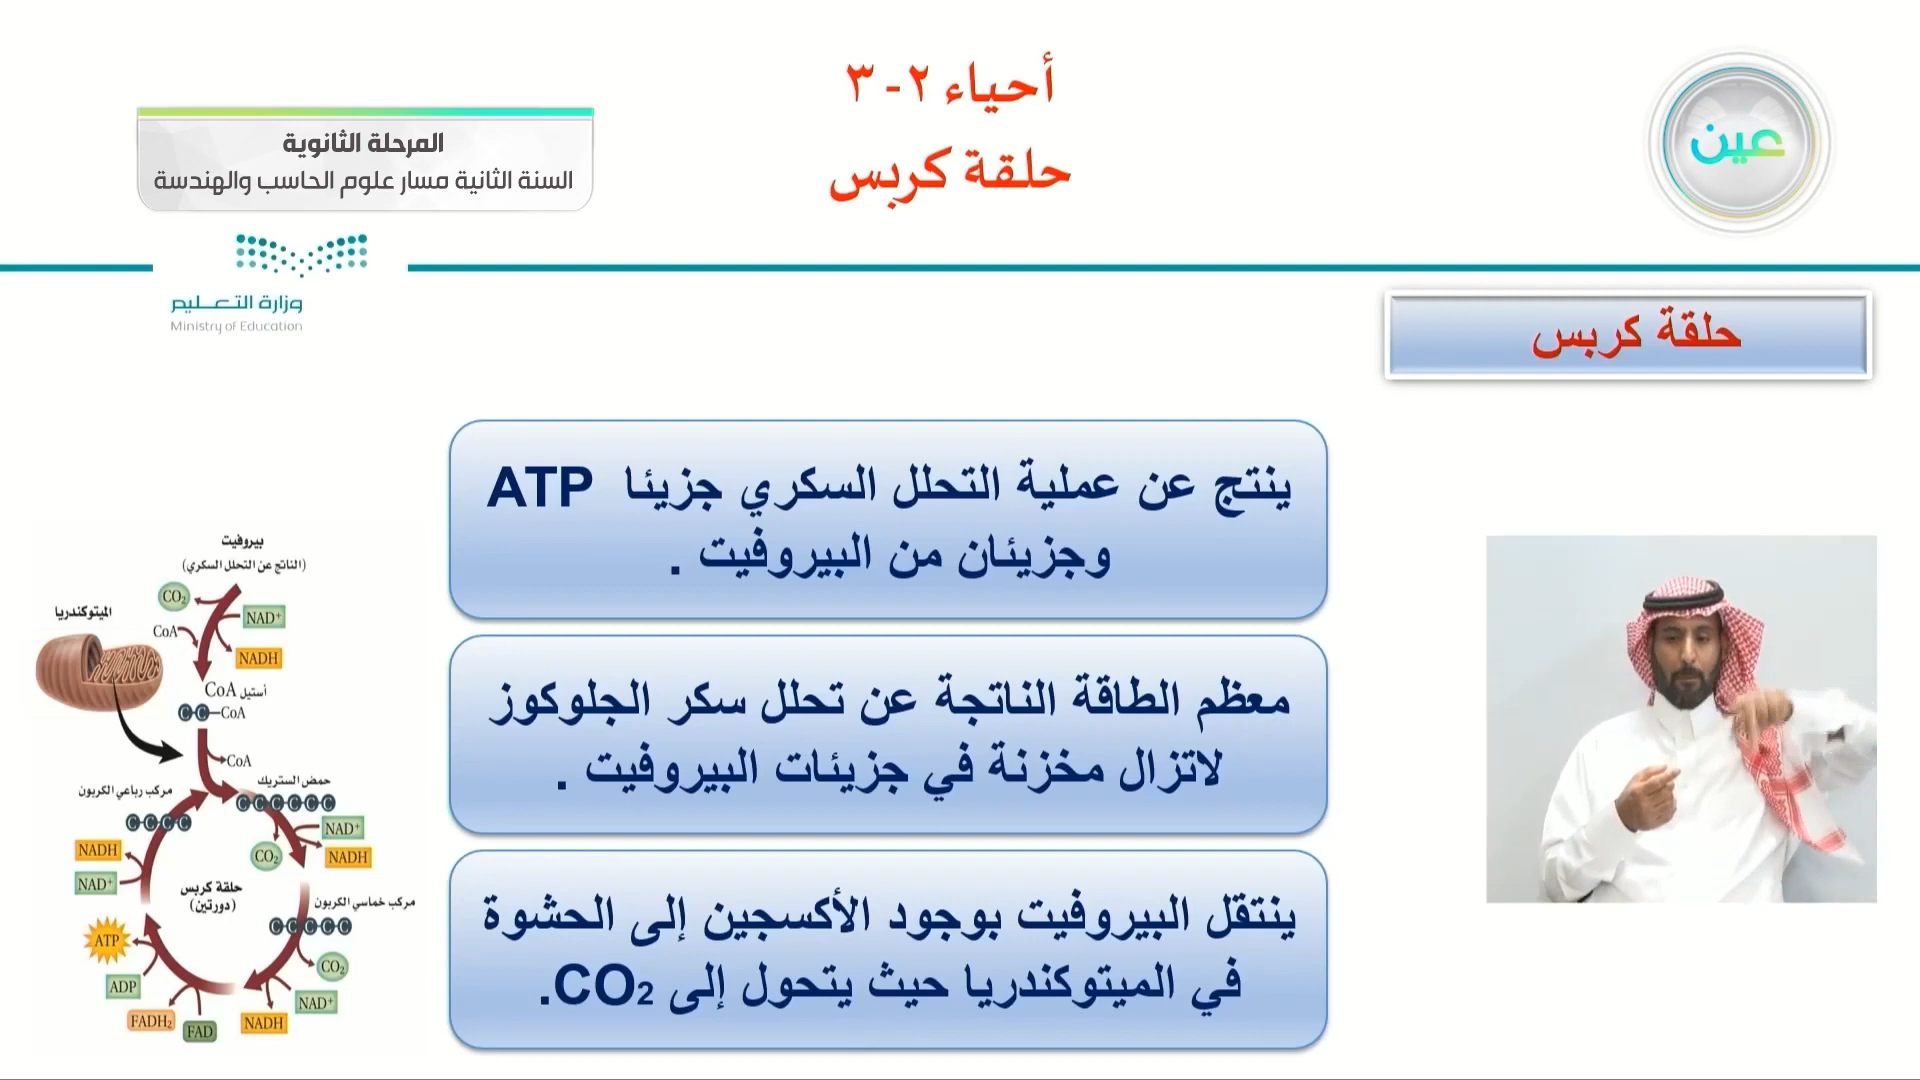 أحياء ٢- ٣
حلقة كربس
عين
المرحلة الثانوية
السنة الثانية مسار علوم الحاسب والهندسة
وزارة التعليم
Ministry of Education
حلقة كربس
ينتج عن عملية التحلل السكري جزيئا ATP
وجزيئان من البيروفيت .
معظم الطاقة الناتجة عن تحلل سكر الجلوكوز
لاتزال مخزنة في جزيئات البيروفيت .
ينتقل البيروفيت بوجود الأكسجين إلى الحشوة
في الميتوكندريا حيث يتحول إلى CO₂.
بيروفيت
(الناتج عن التحلل السكري)
CO₂
NAD⁺
الميتوكندريا
CoA
NADH
أستيل CoA
C C –CoA
CoA
حمض الستريك
C C C C C C
مركب رباعي الكربون
C C C C
NAD⁺
NADH
CO₂
NADH
NAD⁺
حلقة كربس
(دورتين)
مركب خماسي الكربون
C C C C C
ATP
CO₂
ADP
NAD⁺
FADH₂
FAD
NADH